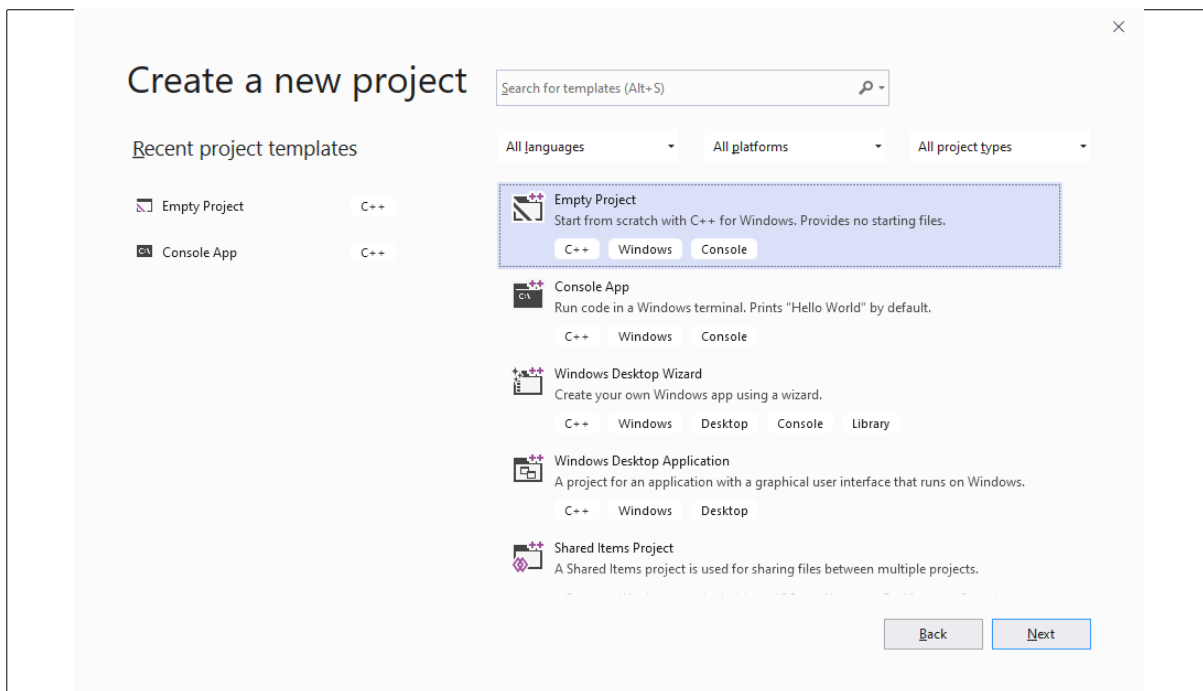 Create a new project
Search for templates (Alt+S)
Recent project templates
All languages
All platforms
All project types
Empty Project C++
Console App C++
Empty Project
Start from scratch with C++ for Windows. Provides no starting files.
C++ Windows Console
Console App
Run code in a Windows terminal. Prints "Hello World" by default.
C++ Windows Console
Windows Desktop Wizard
Create your own Windows app using a wizard.
C++ Windows Desktop Console Library
Windows Desktop Application
A project for an application with a graphical user interface that runs on Windows.
C++ Windows Desktop
Shared Items Project
A Shared Items project is used for sharing files between multiple projects.
Back Next